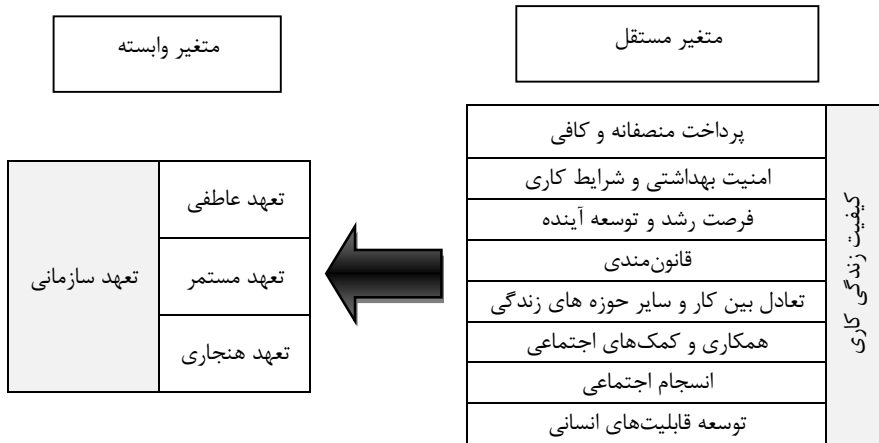 متغیر مستقل
متغیر وابسته
کیفیت زندگی کاری
پرداخت منصفانه و کافی
امنیت بهداشتی و شرایط کاری
فرصت رشد و توسعه آینده
قانون‌مندی
تعادل بین کار و سایر حوزه های زندگی
همکاری و کمک‌های اجتماعی
انسجام اجتماعی
توسعه قابلیت‌های انسانی
تعهد عاطفی
تعهد مستمر
تعهد هنجاری
تعهد سازمانی